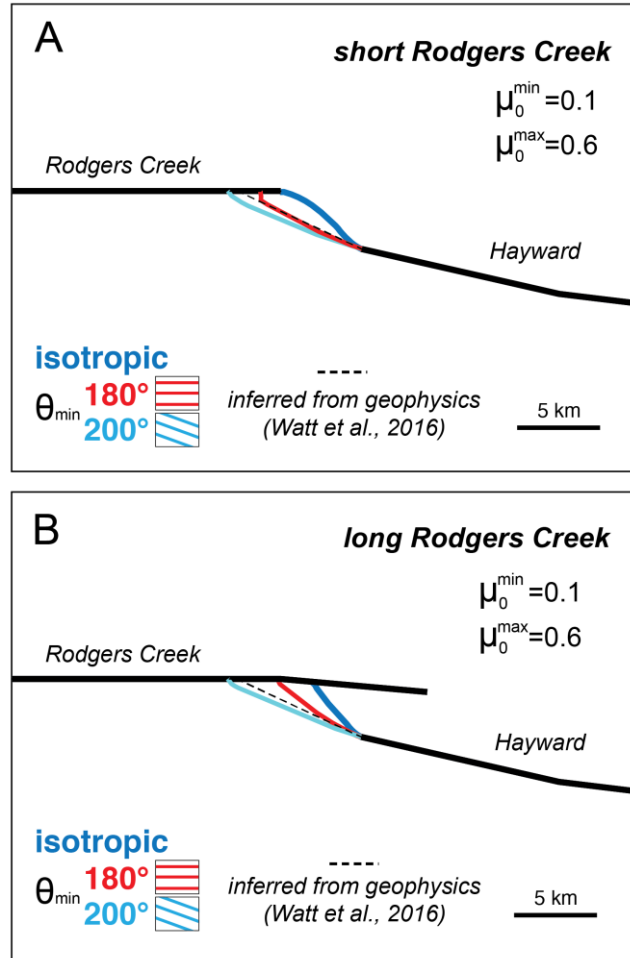 A
short Rodgers Creek
μ₀ᵐⁱⁿ=0.1
μ₀ᵐᵃˣ=0.6
Rodgers Creek
Hayward
isotropic
θmin 180°
200°
inferred from geophysics
(Watt et al., 2016)
5 km
B
long Rodgers Creek
μ₀ᵐⁱⁿ=0.1
μ₀ᵐᵃˣ=0.6
Rodgers Creek
Hayward
isotropic
θmin 180°
200°
inferred from geophysics
(Watt et al., 2016)
5 km